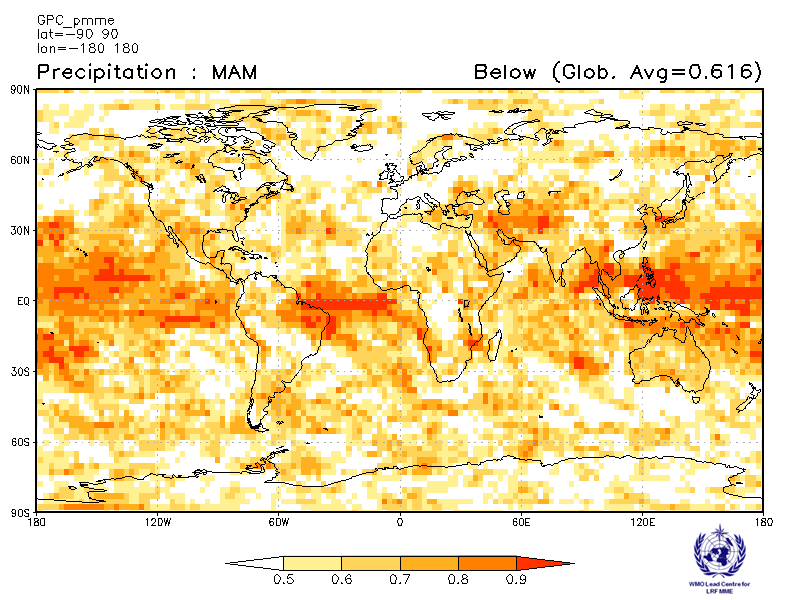 GPC_pmme
lat=-90 90
lon=-180 180
Precipitation : MAM
Below (Glob. Avg=0.616)
90N
60N
30N
EQ
30S
60S
90S
180 120W 60W 0 60E 120E 180
0.5 0.6 0.7 0.8 0.9
WMO Lead Centre for
LRF MME